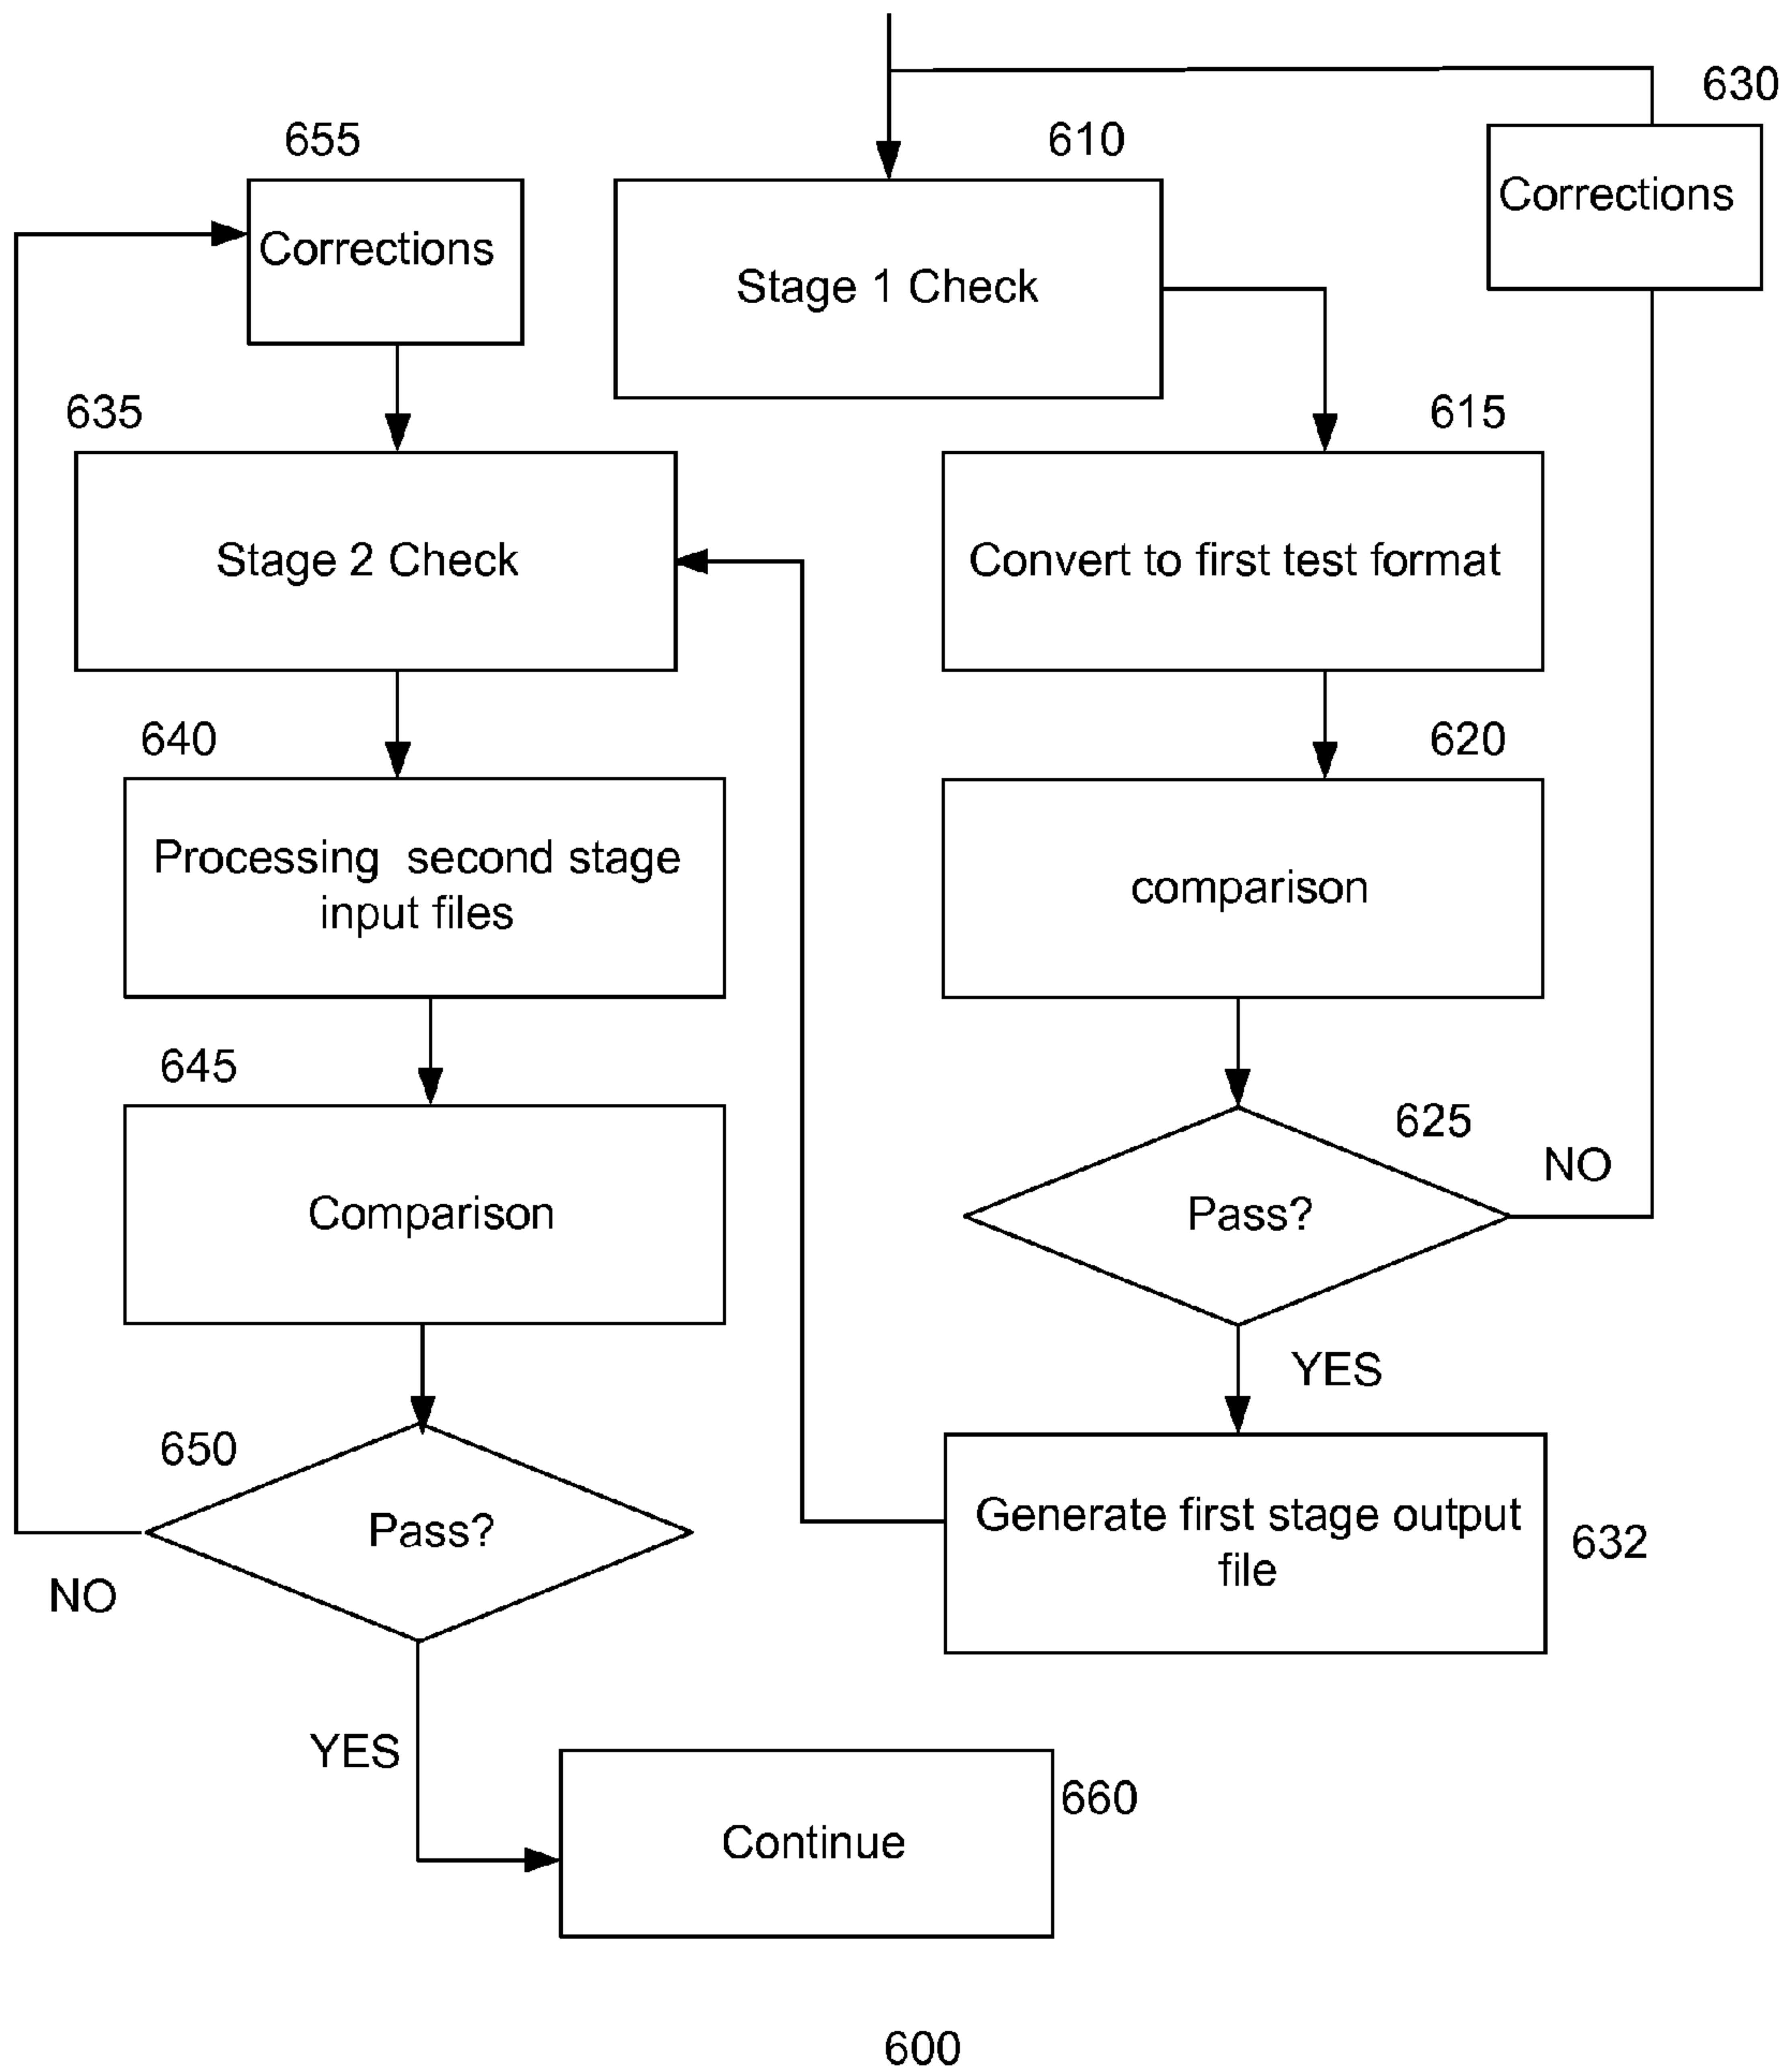 630
655
610
Corrections
Corrections
Stage 1 Check
635
615
Stage 2 Check
Convert to first test format
640
620
Processing second stage
input files
comparison
645
625
NO
Comparison
Pass?
YES
650
Pass?
Generate first stage output
file
632
NO
YES
660
Continue
600